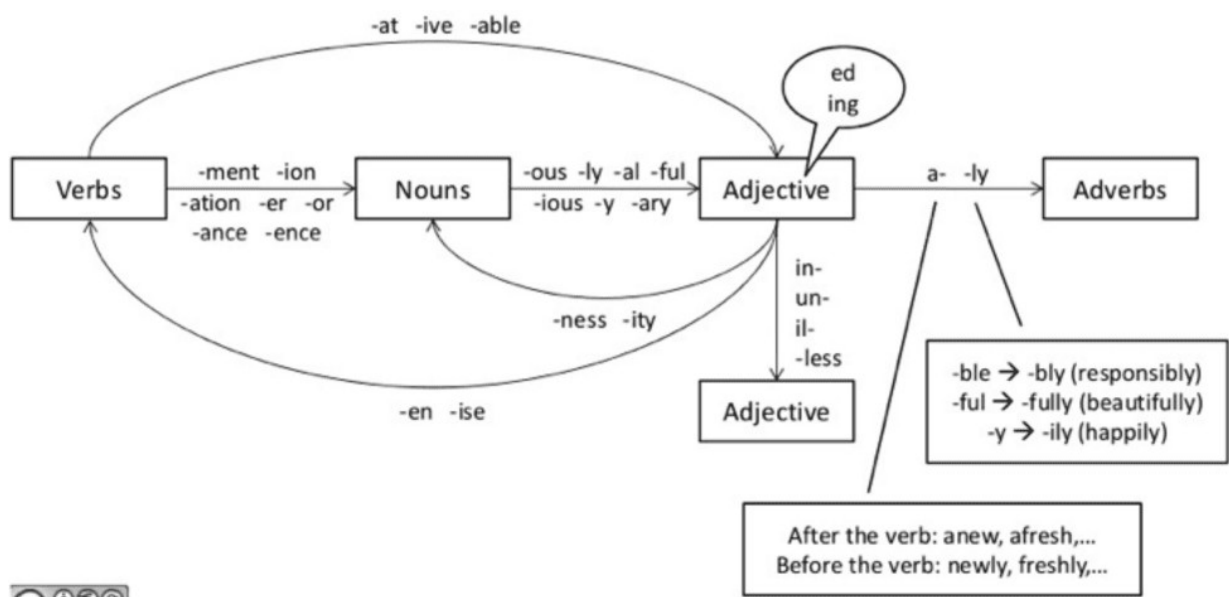 -at -ive -able
ed
ing
Verbs
-ment -ion
-ation -er -or
-ance -ence
Nouns
-ous -ly -al -ful
-ious -y -ary
Adjective
a- -ly
Adverbs
in-
un-
il-
-less
-ness -ity
-en -ise
Adjective
-ble → -bly (responsibly)
-ful → -fully (beautifully)
-y → -ily (happily)
After the verb: anew, afresh,...
Before the verb: newly, freshly,...